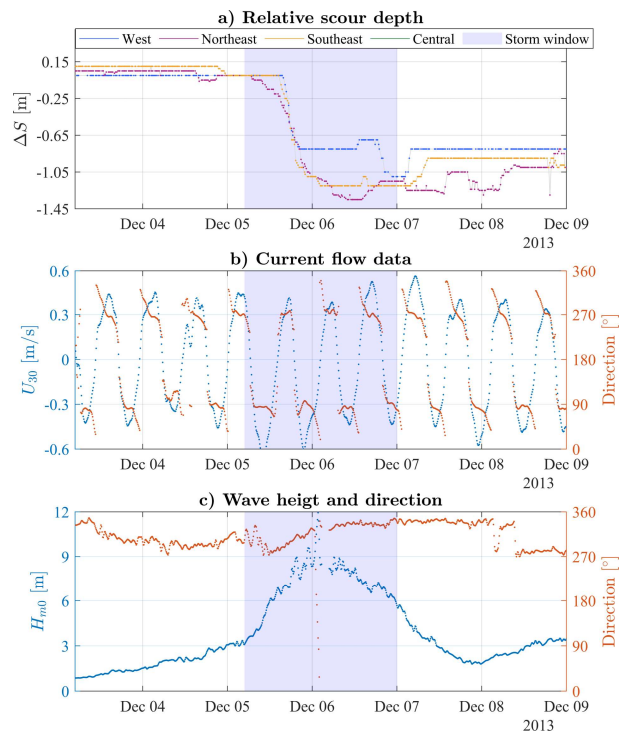 a) Relative scour depth
West Northeast Southeast Central Storm window
0.15
-0.25
-0.65
-1.05
-1.45
ΔS [m]
Dec 04 Dec 05 Dec 06 Dec 07 Dec 08 Dec 09
2013
b) Current flow data
0.6
0.3
0
-0.3
-0.6
U30 [m/s]
360
270
180
90
0
Direction [°]
Dec 04 Dec 05 Dec 06 Dec 07 Dec 08 Dec 09
2013
c) Wave heigt and direction
12
9
6
3
0
Hm0 [m]
360
270
180
90
0
Direction [°]
Dec 04 Dec 05 Dec 06 Dec 07 Dec 08 Dec 09
2013